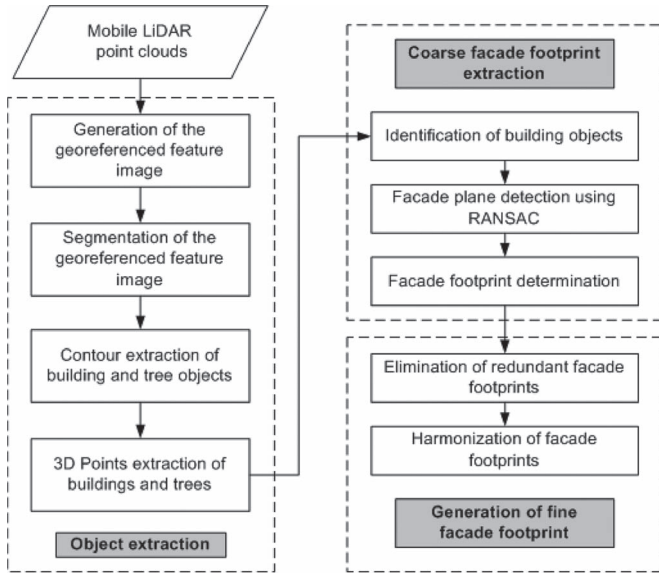 Mobile LiDAR
point clouds
Generation of the
georeferenced feature
image
Segmentation of the
georeferenced feature
image
Contour extraction of
building and tree objects
3D Points extraction of
buildings and trees
Object extraction
Coarse facade footprint
extraction
Identification of building objects
Facade plane detection using
RANSAC
Facade footprint determination
Elimination of redundant facade
footprints
Harmonization of facade
footprints
Generation of fine
facade footprint